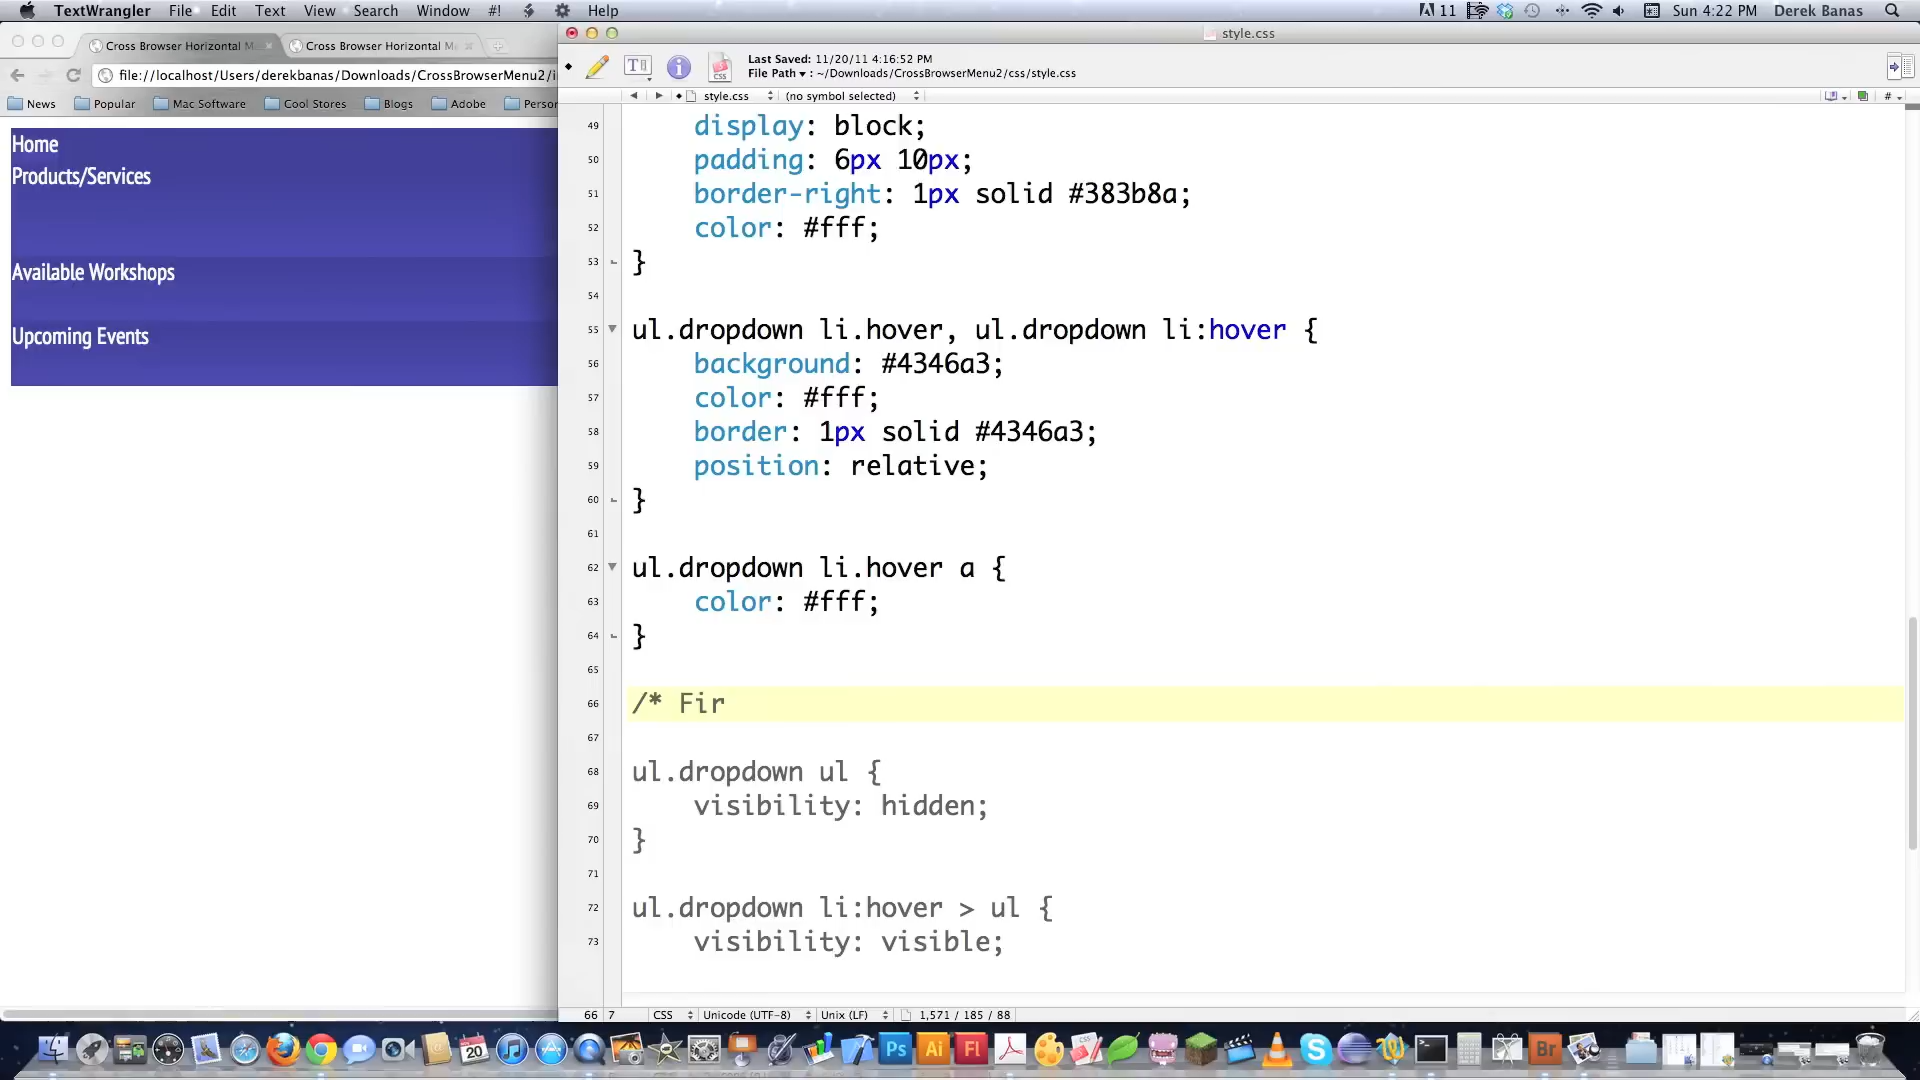 TextWrangler File Edit Text View Search Window #! Help 11 Sun 4:22 PM Derek Banas
style.css
Cross Browser Horizontal M Cross Browser Horizontal M
file://localhost/Users/derekbanas/Downloads/CrossBrowserMenu2/i
News Popular Mac Software Cool Stores Blogs Adobe Person
Home
Products/Services
Available Workshops
Upcoming Events
Last Saved: 11/20/11 4:16:52 PM
File Path ▾ : ~/Downloads/CrossBrowserMenu2/css/style.css
style.css (no symbol selected) #
49 display: block;
50 padding: 6px 10px;
51 border-right: 1px solid #383b8a;
52 color: #fff;
53 }
54
55 ul.dropdown li.hover, ul.dropdown li:hover {
56 background: #4346a3;
57 color: #fff;
58 border: 1px solid #4346a3;
59 position: relative;
60 }
61
62 ul.dropdown li.hover a {
63 color: #fff;
64 }
65
66 /* Fir
67
68 ul.dropdown ul {
69 visibility: hidden;
70 }
71
72 ul.dropdown li:hover > ul {
73 visibility: visible;
66 7 CSS Unicode (UTF-8) Unix (LF) 1,571 / 185 / 88
20 Ps Ai Fl Br